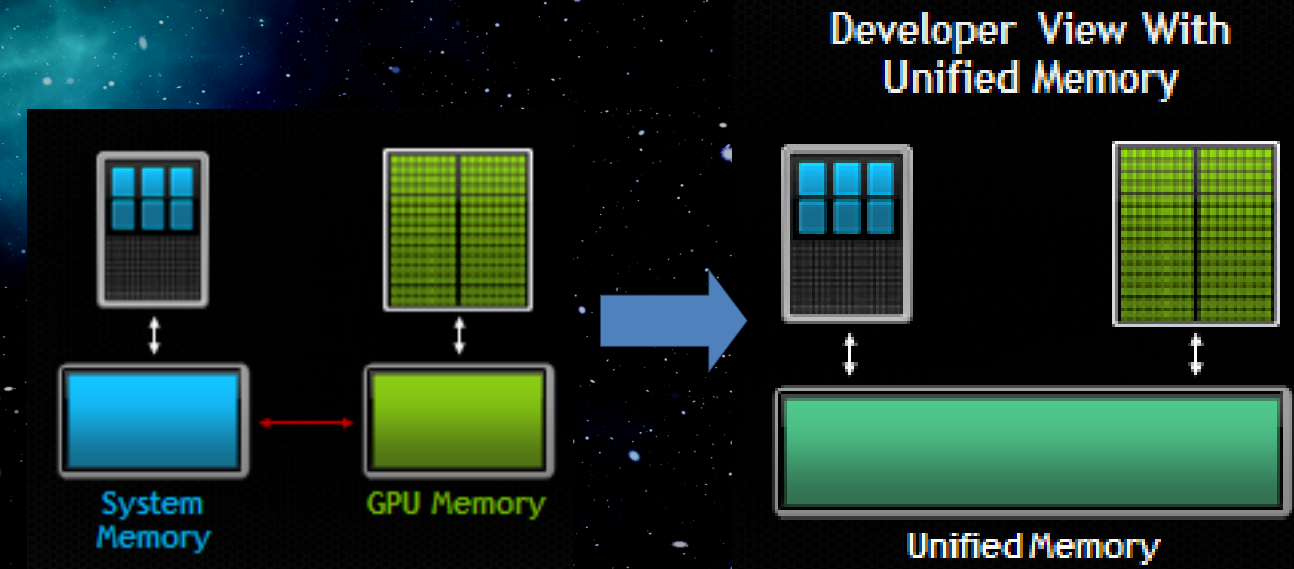 Developer View With
Unified Memory
System
Memory
GPU Memory
Unified Memory